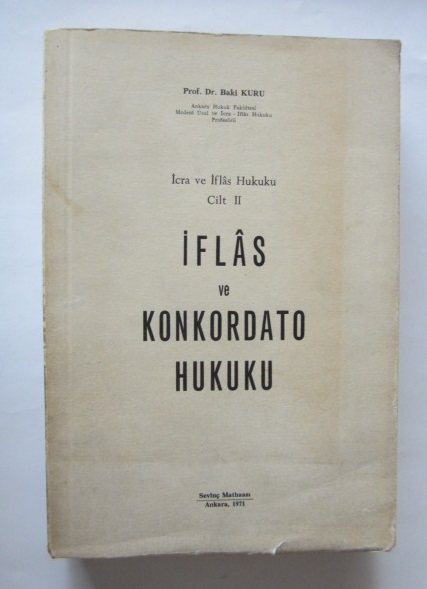 Prof. Dr. Baki KURU
Ankara Hukuk Fakültesi
Medenî Usul ve İcra - İflâs Hukuku
Profesörü
İcra ve İflâs Hukuku
Cilt II
İFLÂS
ve
KONKORDATO
HUKUKU
Sevinç Matbaası
Ankara, 1971